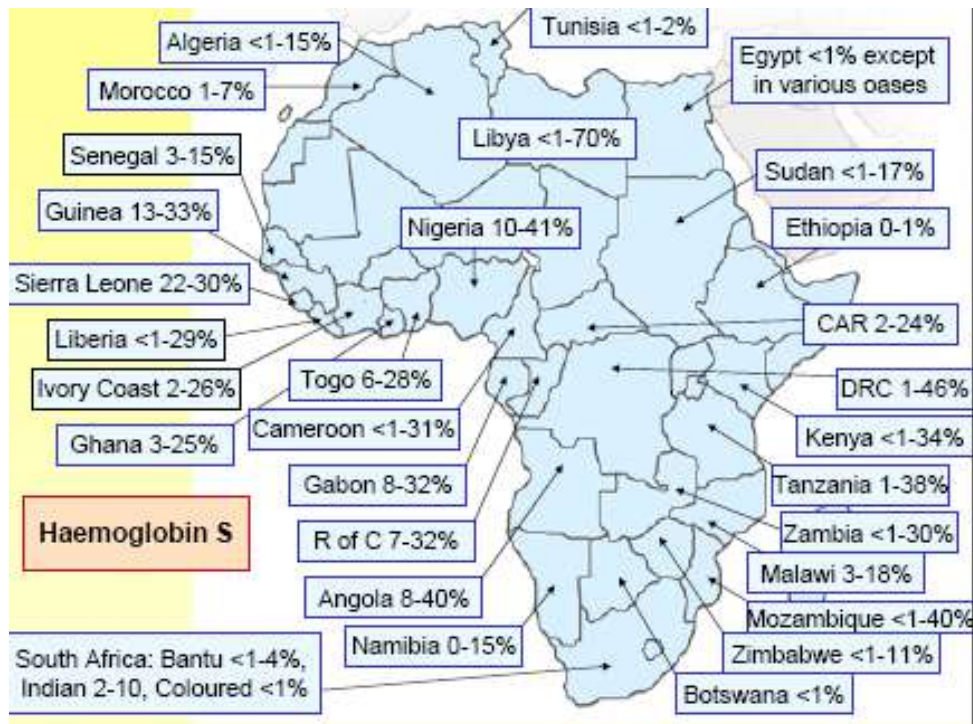 Tunisia <1-2%
Algeria <1-15%
Egypt <1% except
in various oases
Morocco 1-7%
Libya <1-70%
Senegal 3-15%
Sudan <1-17%
Guinea 13-33%
Nigeria 10-41%
Ethiopia 0-1%
Sierra Leone 22-30%
CAR 2-24%
Liberia <1-29%
Togo 6-28%
Ivory Coast 2-26%
DRC 1-46%
Cameroon <1-31%
Ghana 3-25%
Kenya <1-34%
Gabon 8-32%
Tanzania 1-38%
Haemoglobin S
R of C 7-32%
Zambia <1-30%
Malawi 3-18%
Angola 8-40%
Mozambique <1-40%
Namibia 0-15%
Zimbabwe <1-11%
South Africa: Bantu <1-4%,
Indian 2-10, Coloured <1%
Botswana <1%